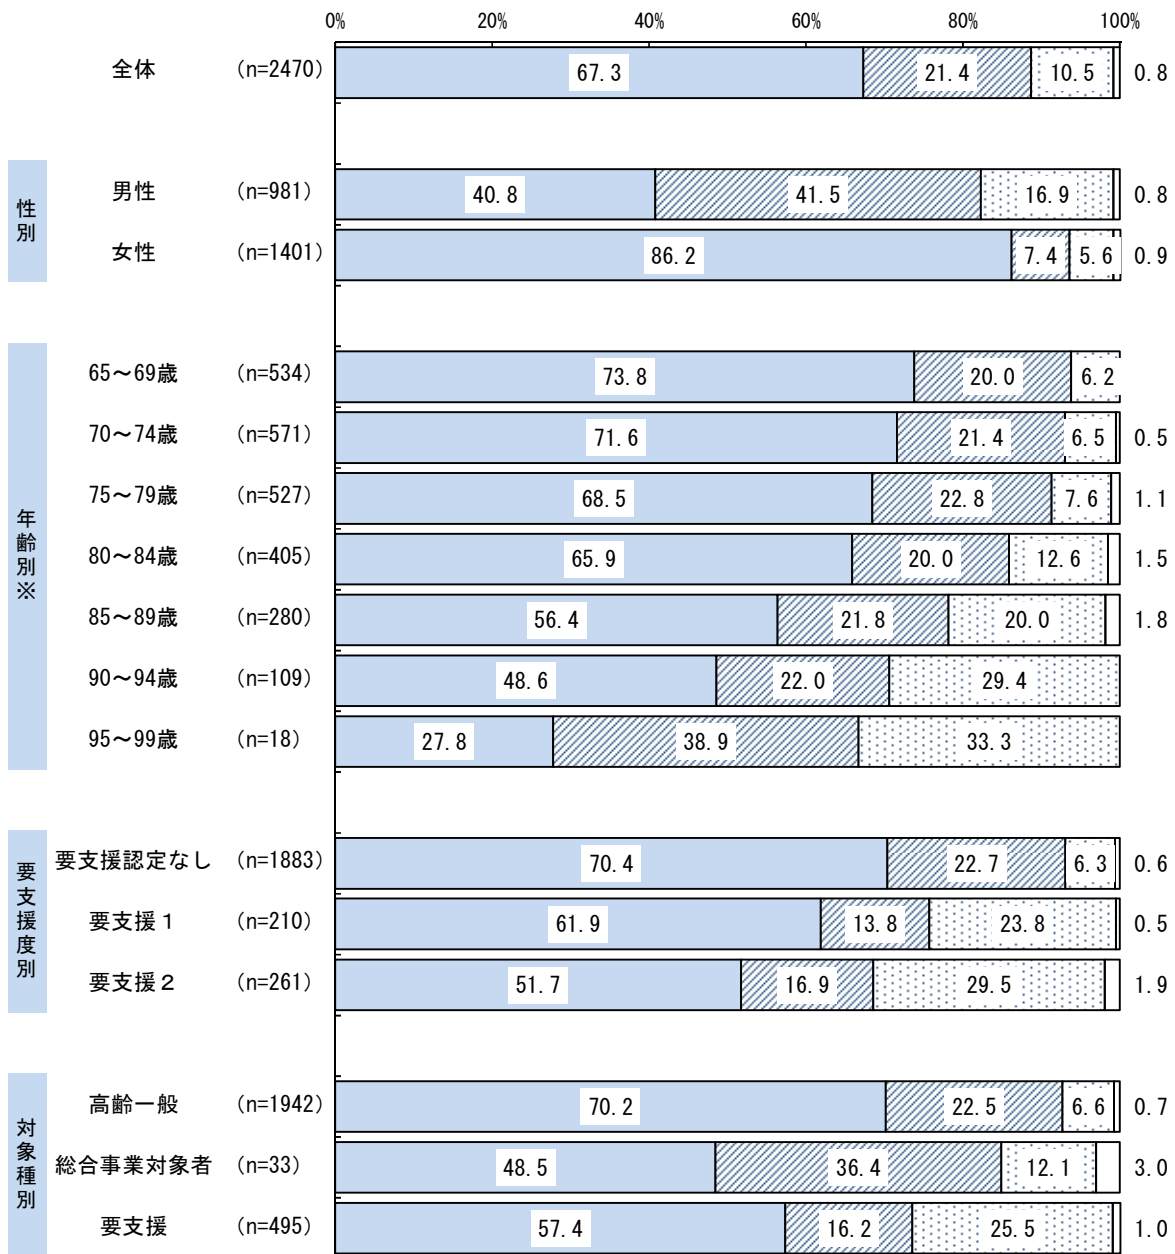 0% 20% 40% 60% 80% 100%
全体 (n=2470) 67.3 21.4 10.5 0.8
性別
男性 (n=981) 40.8 41.5 16.9 0.8
女性 (n=1401) 86.2 7.4 5.6 0.9
年齢別※
65～69歳 (n=534) 73.8 20.0 6.2
70～74歳 (n=571) 71.6 21.4 6.5 0.5
75～79歳 (n=527) 68.5 22.8 7.6 1.1
80～84歳 (n=405) 65.9 20.0 12.6 1.5
85～89歳 (n=280) 56.4 21.8 20.0 1.8
90～94歳 (n=109) 48.6 22.0 29.4
95～99歳 (n=18) 27.8 38.9 33.3
要支援度別
要支援認定なし (n=1883) 70.4 22.7 6.3 0.6
要支援１ (n=210) 61.9 13.8 23.8 0.5
要支援２ (n=261) 51.7 16.9 29.5 1.9
対象種別
高齢一般 (n=1942) 70.2 22.5 6.6 0.7
総合事業対象者 (n=33) 48.5 36.4 12.1 3.0
要支援 (n=495) 57.4 16.2 25.5 1.0